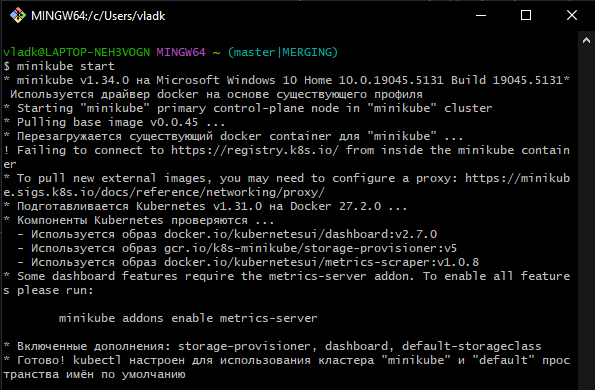 MINGW64:/c/Users/vladk
vladk@LAPTOP-NEH3VOGN MINGW64 ~ (master|MERGING)
$ minikube start
* minikube v1.34.0 на Microsoft Windows 10 Home 10.0.19045.5131 Build 19045.5131*
Используется драйвер docker на основе существующего профиля
* Starting "minikube" primary control-plane node in "minikube" cluster
* Pulling base image v0.0.45 ...
* Перезагружается существующий docker container для "minikube" ...
! Failing to connect to https://registry.k8s.io/ from inside the minikube contain
er
* To pull new external images, you may need to configure a proxy: https://minikub
e.sigs.k8s.io/docs/reference/networking/proxy/
* Подготавливается Kubernetes v1.31.0 на Docker 27.2.0 ...
* Компоненты Kubernetes проверяются ...
  - Используется образ docker.io/kubernetesui/dashboard:v2.7.0
  - Используется образ gcr.io/k8s-minikube/storage-provisioner:v5
  - Используется образ docker.io/kubernetesui/metrics-scraper:v1.0.8
* Some dashboard features require the metrics-server addon. To enable all feature
s please run:
        minikube addons enable metrics-server
* Включенные дополнения: storage-provisioner, dashboard, default-storageclass
* Готово! kubectl настроен для использования кластера "minikube" и "default" прос
транства имён по умолчанию